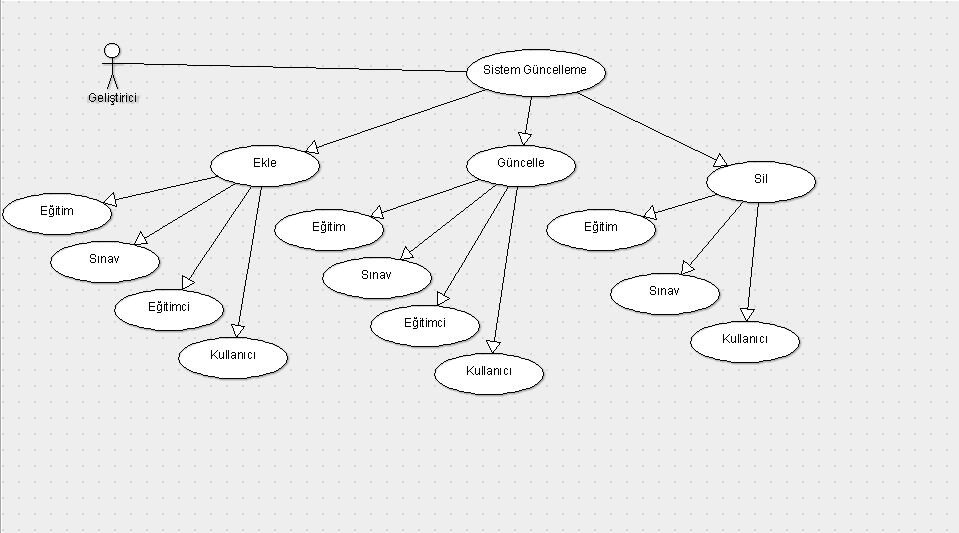 Sistem Güncelleme
Geliştirici
Ekle
Güncelle
Sil
Eğitim
Sınav
Eğitimci
Kullanıcı
Eğitim
Sınav
Eğitimci
Kullanıcı
Eğitim
Sınav
Kullanıcı